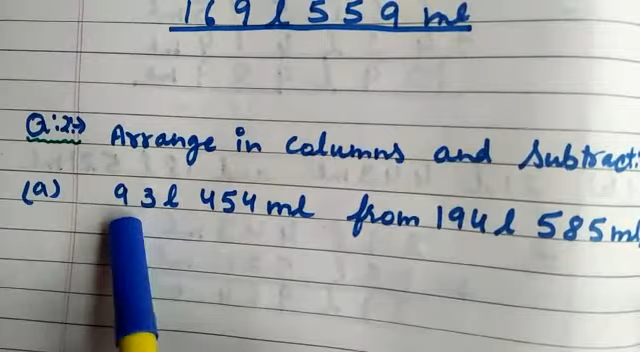 169 l 559 ml
Q:2:→ Arrange in columns and subtract:
(a) 93 l 454 ml from 194 l 585 ml